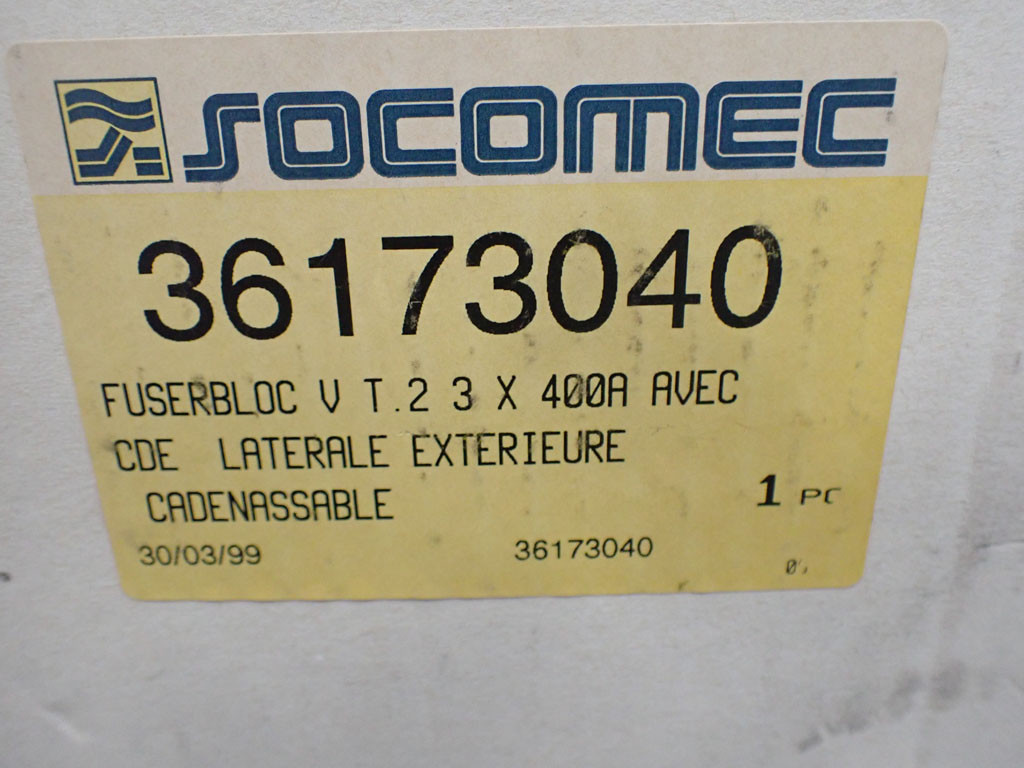 SOCOMEC
36173040
FUSERBLOC V T.2 3 X 400A AVEC
CDE LATERALE EXTERIEURE
CADENASSABLE
1 PC
30/03/99 36173040